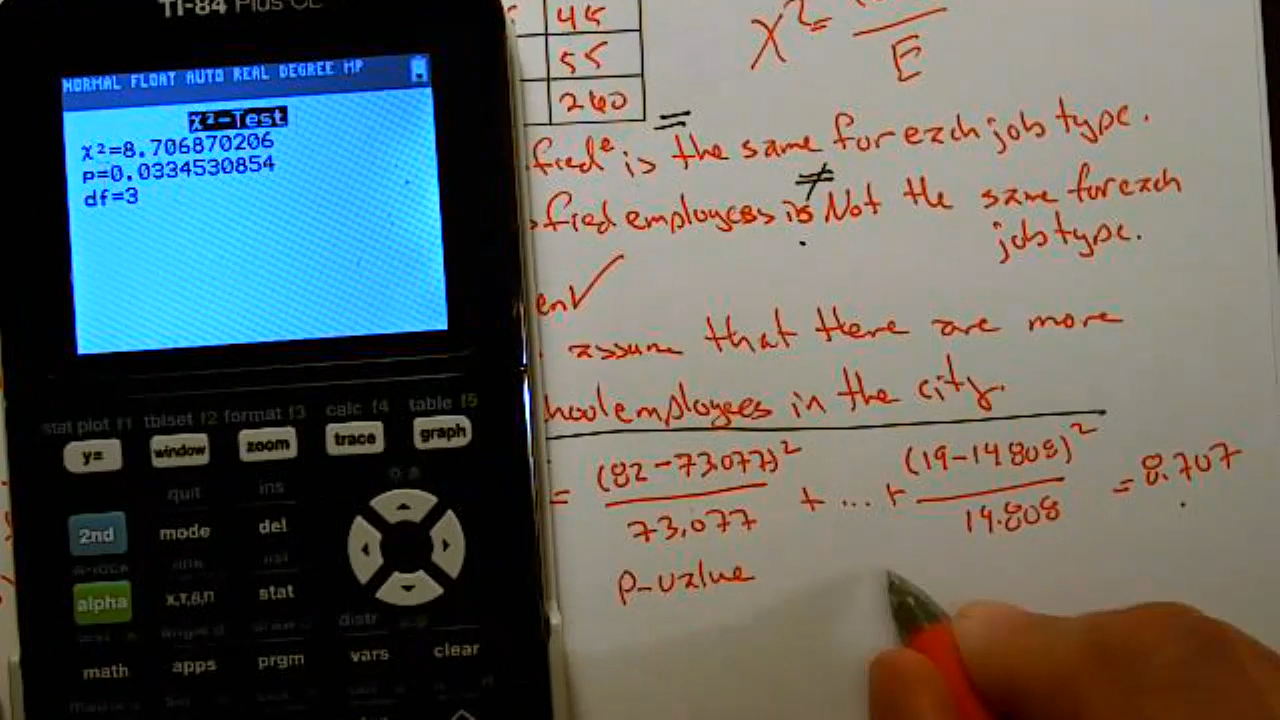 TI-84 Plus CE
NORMAL FLOAT AUTO REAL DEGREE MP
χ²-Test
χ²=8.706870206
p=0.0334530854
df=3
stat plot f1 tblset f2 format f3 calc f4 table f5
y= window zoom trace graph
quit ins
2nd mode del
alpha x,τ,θ,n stat
distr
math apps prgm vars clear
45
55
260
χ² =
E
fied is the same for each job type.
=
≠
fied employees is Not the same for each
job type.
en ✓
assume that there are more
hool employees in the city.
= (82-73.077)² / 73.077 + ... + (19-14.808)² / 14.808 = 8.707
p-value